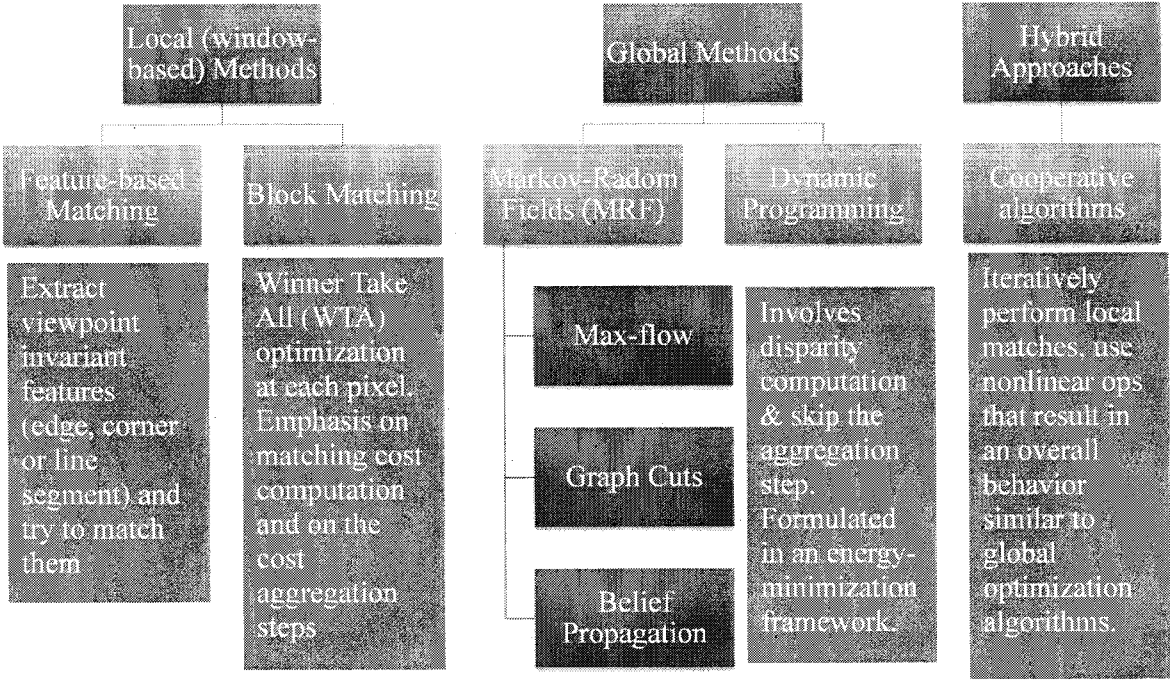 Local (window-
based) Methods
Global Methods
Hybrid
Approaches
Feature-based
Matching
Block Matching
Markov-Radom
Fields (MRF)
Dynamic
Programming
Cooperative
algorithms
Extract
viewpoint
invariant
features
(edge, corner
or line
segment) and
try to match
them
Winner Take
All (WTA)
optimization
at each pixel.
Emphasis on
matching cost
computation
and on the
cost
aggregation
steps
Max-flow
Graph Cuts
Belief
Propagation
Involves
disparity
computation
& skip the
aggregation
step.
Formulated
in an energy-
minimization
framework.
Iteratively
perform local
matches, use
nonlinear ops
that result in
an overall
behavior
similar to
global
optimization
algorithms.